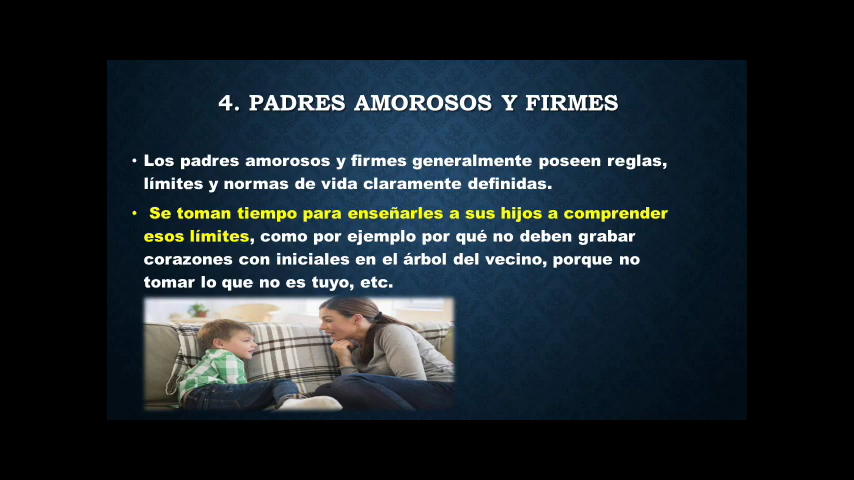 4. PADRES AMOROSOS Y FIRMES
• Los padres amorosos y firmes generalmente poseen reglas,
límites y normas de vida claramente definidas.
• Se toman tiempo para enseñarles a sus hijos a comprender
esos límites, como por ejemplo por qué no deben grabar
corazones con iniciales en el árbol del vecino, porque no
tomar lo que no es tuyo, etc.